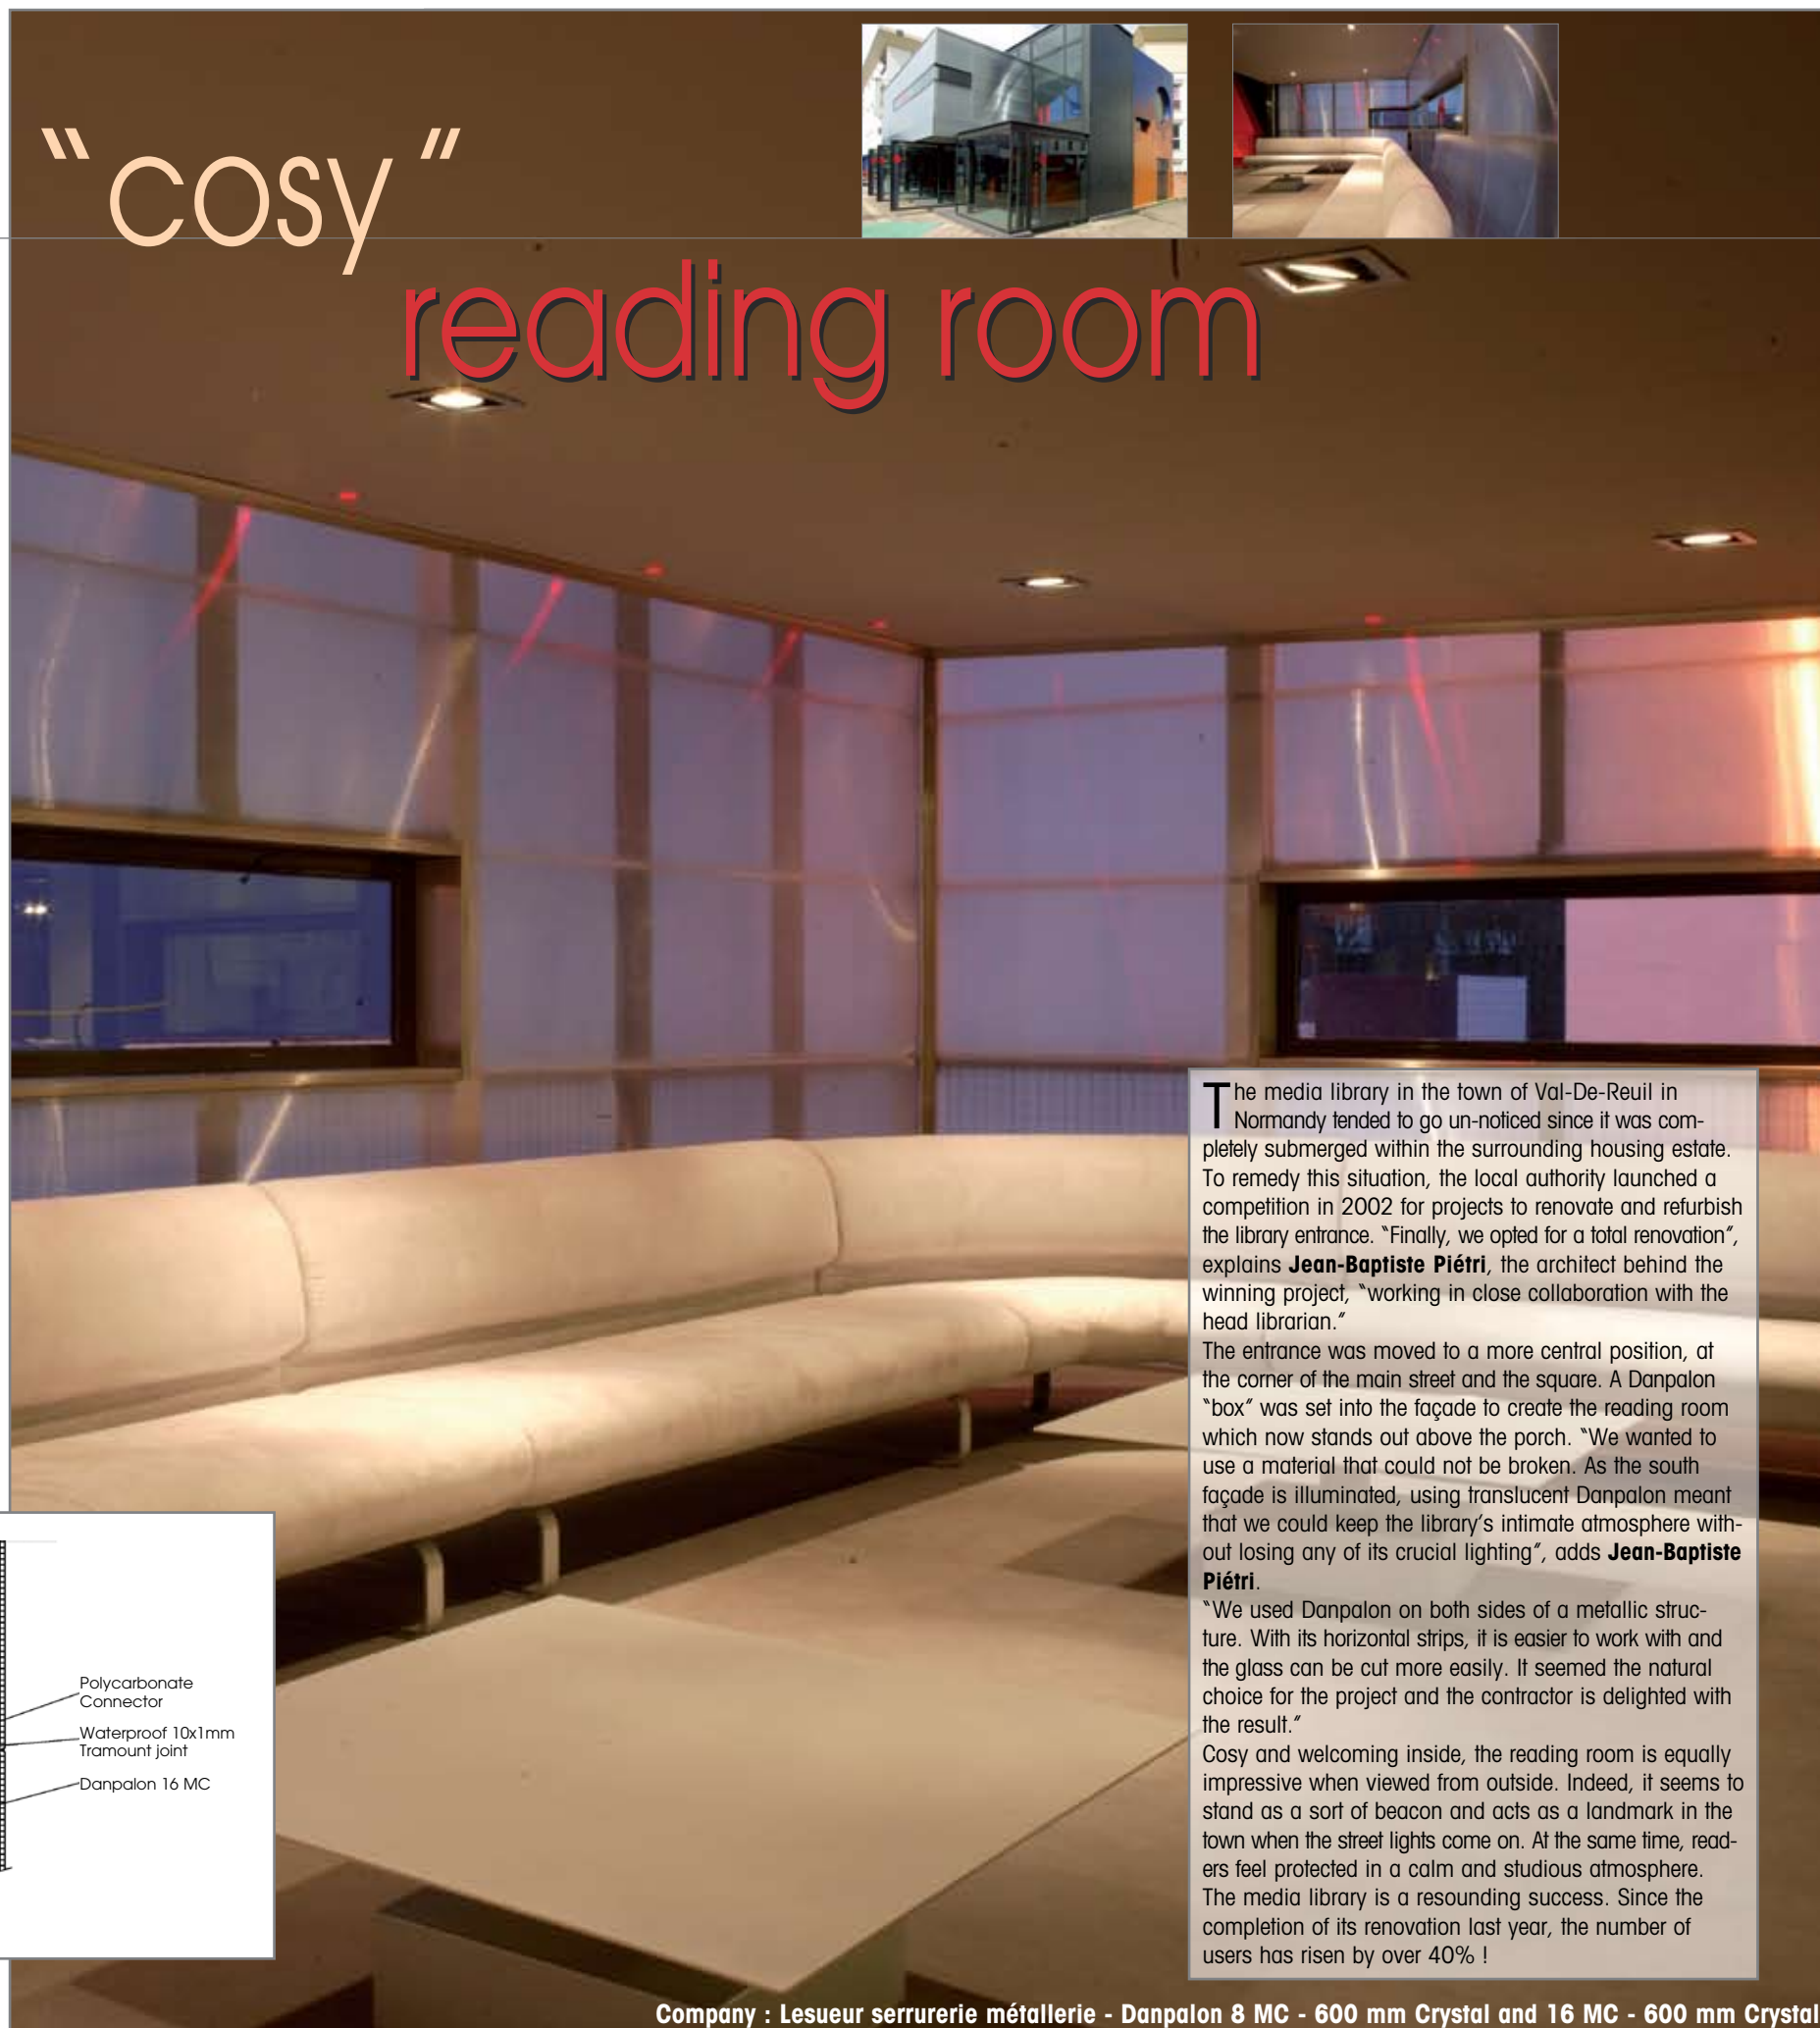 “cosy”
reading room
The media library in the town of Val-De-Reuil in
Normandy tended to go un-noticed since it was com-
pletely submerged within the surrounding housing estate.
To remedy this situation, the local authority launched a
competition in 2002 for projects to renovate and refurbish
the library entrance. “Finally, we opted for a total renovation”,
explains Jean-Baptiste Piétri, the architect behind the
winning project, “working in close collaboration with the
head librarian.”
The entrance was moved to a more central position, at
the corner of the main street and the square. A Danpalon
“box” was set into the façade to create the reading room
which now stands out above the porch. “We wanted to
use a material that could not be broken. As the south
façade is illuminated, using translucent Danpalon meant
that we could keep the library’s intimate atmosphere with-
out losing any of its crucial lighting”, adds Jean-Baptiste
Piétri.
“We used Danpalon on both sides of a metallic struc-
ture. With its horizontal strips, it is easier to work with and
the glass can be cut more easily. It seemed the natural
choice for the project and the contractor is delighted with
the result.”
Cosy and welcoming inside, the reading room is equally
impressive when viewed from outside. Indeed, it seems to
stand as a sort of beacon and acts as a landmark in the
town when the street lights come on. At the same time, read-
ers feel protected in a calm and studious atmosphere.
The media library is a resounding success. Since the
completion of its renovation last year, the number of
users has risen by over 40% !
Polycarbonate
Connector
Waterproof 10x1mm
Tramount joint
Danpalon 16 MC
Company : Lesueur serrurerie métallerie - Danpalon 8 MC - 600 mm Crystal and 16 MC - 600 mm Crystal